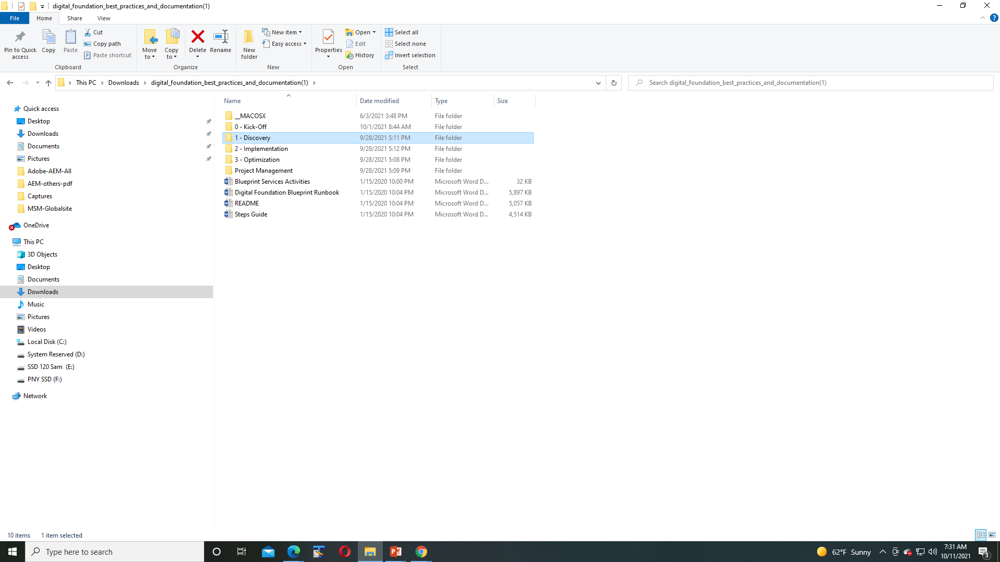 digital_foundation_best_practices_and_documentation(1)
File Home Share View
Pin to Quick access
Copy
Paste
Cut
Copy path
Paste shortcut
Clipboard
Move to
Copy to
Delete
Rename
Organize
New folder
New item
Easy access
New
Properties
Open
Edit
History
Open
Select all
Select none
Invert selection
Select
This PC Downloads digital_foundation_best_practices_and_documentation(1)
Search digital_foundation_best_practices_and_documentation(1)
Quick access
Desktop
Downloads
Documents
Pictures
Adobe-AEM-All
AEM-others-pdf
Captures
MSM-Globalsite
OneDrive
This PC
3D Objects
Desktop
Documents
Downloads
Music
Pictures
Videos
Local Disk (C:)
System Reserved (D:)
SSD 120 Sam (E:)
PNY SSD (F:)
Network
Name Date modified Type Size
__MACOSX 6/3/2021 3:48 PM File folder
0 - Kick-Off 10/1/2021 8:44 AM File folder
1 - Discovery 9/28/2021 5:11 PM File folder
2 - Implementation 9/28/2021 5:12 PM File folder
3 - Optimization 9/28/2021 5:08 PM File folder
Project Management 9/28/2021 5:09 PM File folder
Blueprint Services Activities 1/15/2020 10:00 PM Microsoft Word D... 32 KB
Digital Foundation Blueprint Runbook 1/15/2020 10:04 PM Microsoft Word D... 5,897 KB
README 1/15/2020 10:04 PM Microsoft Word D... 5,057 KB
Steps Guide 1/15/2020 10:04 PM Microsoft Word D... 4,514 KB
10 items 1 item selected
Type here to search
62°F Sunny
7:31 AM
10/11/2021
3